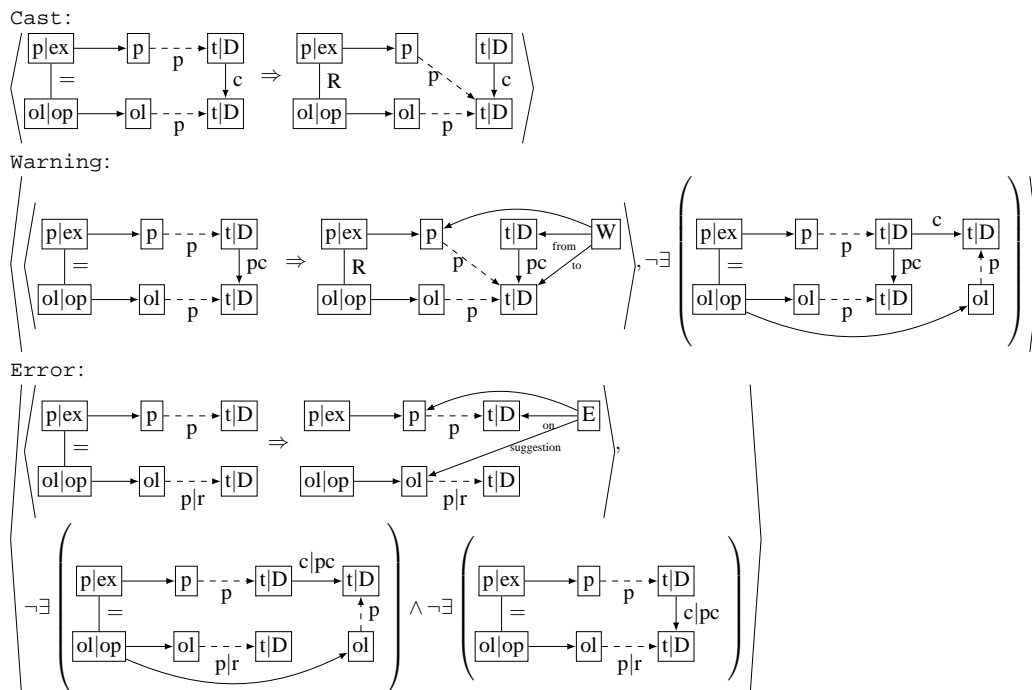 Cast:
p|ex p t|D ⇒ p|ex p t|D
p p
= c R c
ol|op ol t|D ol|op ol t|D
p p
Warning:
p|ex p t|D p|ex p t|D W p|ex p t|D c t|D
p from p
= pc ⇒ R p pc to , ¬∃ = pc p
ol|op ol t|D ol|op ol t|D ol|op ol t|D ol
p p p
Error:
p|ex p t|D p|ex p t|D E
p p on
= ⇒ suggestion ,
ol|op ol t|D ol|op ol t|D
p|r p|r
c|pc
p|ex p t|D t|D p|ex p t|D
p p
¬∃ = p ∧ ¬∃ = c|pc
ol|op ol t|D ol ol|op ol t|D
p|r p|r